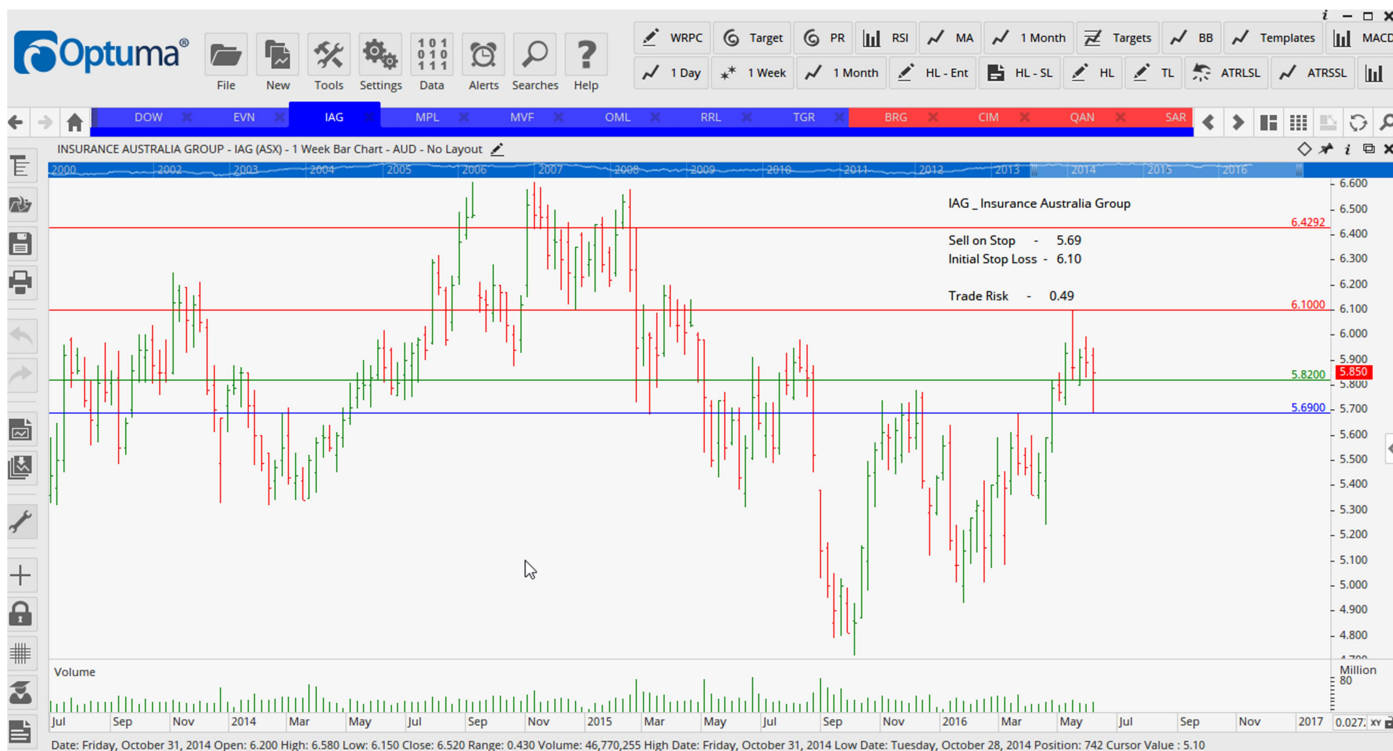 Optuma®
File
New
Tools
Settings
101
010
111
Data
Alerts
Searches
Help
WRPC
Target
PR
RSI
MA
1 Month
Targets
BB
Templates
MACD
1 Day
1 Week
1 Month
HL - Ent
HL - SL
HL
TL
ATRLSL
ATRSSL
DOW
EVN
IAG
MPL
MVF
OML
RRL
TGR
BRG
CIM
QAN
SAR
INSURANCE AUSTRALIA GROUP - IAG (ASX) - 1 Week Bar Chart - AUD - No Layout
2000 2002 2003 2004 2005 2006 2007 2008 2009 2010 2011 2012 2013 2014 2015 2016
IAG _ Insurance Australia Group
Sell on Stop - 5.69
Initial Stop Loss - 6.10
Trade Risk - 0.49
6.4292
6.1000
5.8200
5.6900
6.600
6.500
6.400
6.300
6.200
6.100
6.000
5.900
5.850
5.800
5.700
5.600
5.500
5.400
5.300
5.200
5.100
5.000
4.900
4.800
4.700
Volume
Million
80
Jul Sep Nov 2014 Mar May Jul Sep Nov 2015 Mar May Jul Sep Nov 2016 Mar May Jul Sep Nov 2017
0.027. XY
Date: Friday, October 31, 2014 Open: 6.200 High: 6.580 Low: 6.150 Close: 6.520 Range: 0.430 Volume: 46,770,255 High Date: Friday, October 31, 2014 Low Date: Tuesday, October 28, 2014 Position: 742 Cursor Value : 5.10